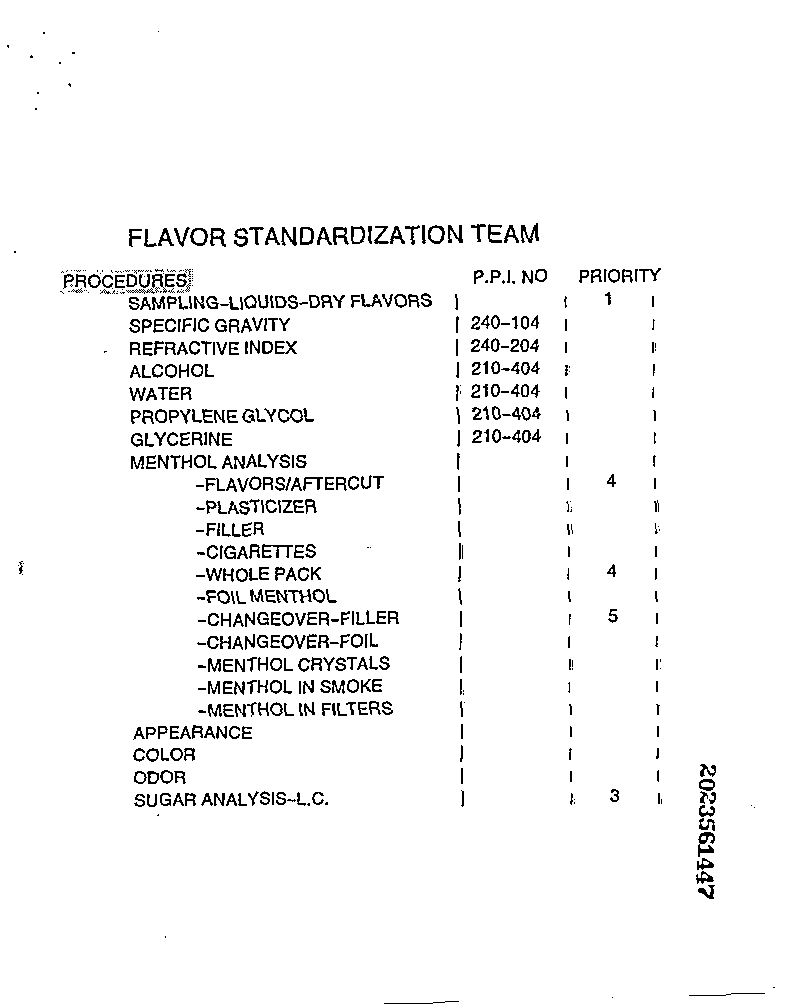 FLAVOR STANDARDIZATION TEAM
PROCEDURES P.P.I. NO PRIORITY
SAMPLING-LIQUIDS-DRY FLAVORS | | 1 |
SPECIFIC GRAVITY | 240-104 | |
REFRACTIVE INDEX | 240-204 | |
ALCOHOL | 210-404 | |
WATER | 210-404 | |
PROPYLENE GLYCOL | 210-404 | |
GLYCERINE | 210-404 | |
MENTHOL ANALYSIS | | |
-FLAVORS/AFTERCUT | | 4 |
-PLASTICIZER | | |
-FILLER | | |
-CIGARETTES | | |
-WHOLE PACK | | 4 |
-FOIL MENTHOL | | |
-CHANGEOVER-FILLER | | 5 |
-CHANGEOVER-FOIL | | |
-MENTHOL CRYSTALS | | |
-MENTHOL IN SMOKE | | |
-MENTHOL IN FILTERS | | |
APPEARANCE | | |
COLOR | | |
ODOR | | |
SUGAR ANALYSIS-L.C. | | 3 |
2023561447